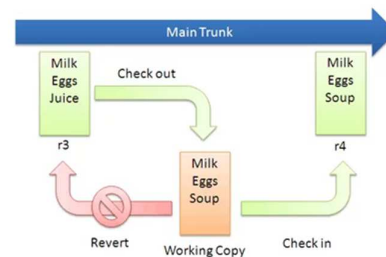 Main Trunk
Milk
Eggs
Juice
r3
Check out
Milk
Eggs
Soup
r4
Milk
Eggs
Soup
Working Copy
Revert
Check in